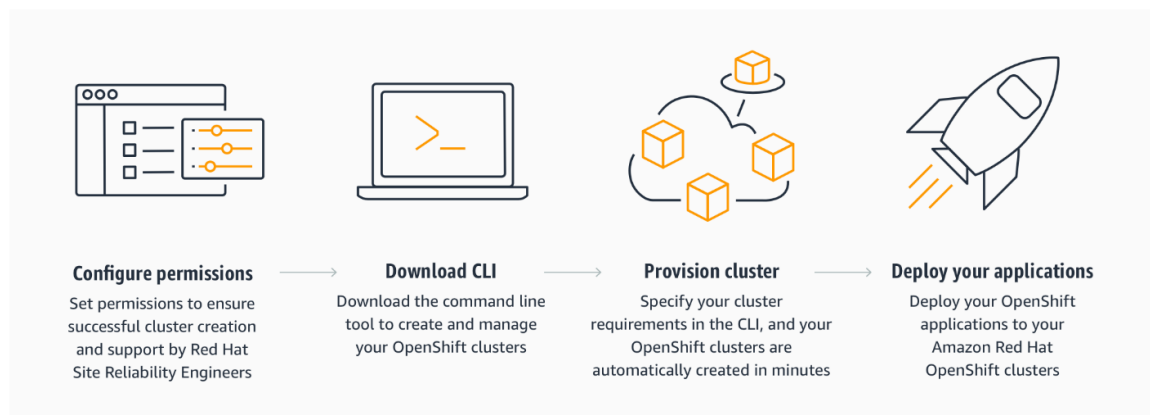 Configure permissions
Set permissions to ensure
successful cluster creation
and support by Red Hat
Site Reliability Engineers
Download CLI
Download the command line
tool to create and manage
your OpenShift clusters
Provision cluster
Specify your cluster
requirements in the CLI, and your
OpenShift clusters are
automatically created in minutes
Deploy your applications
Deploy your OpenShift
applications to your
Amazon Red Hat
OpenShift clusters